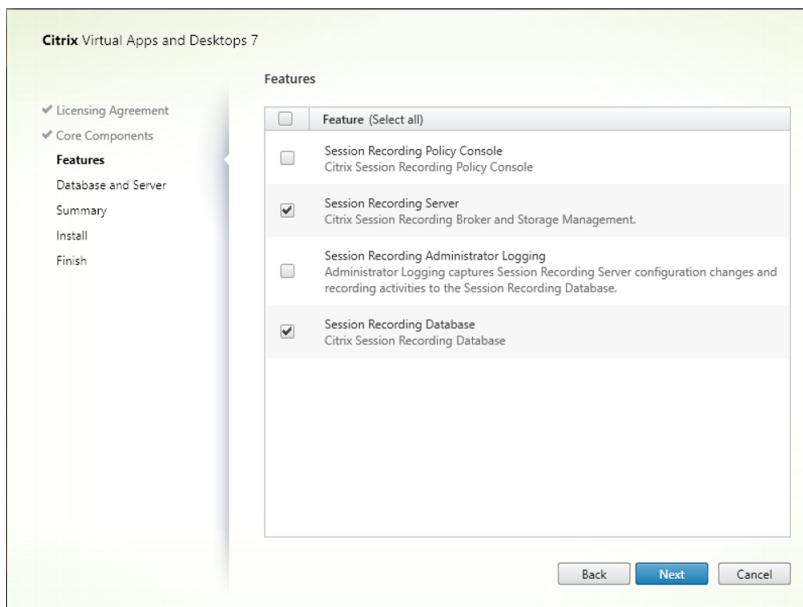 Citrix Virtual Apps and Desktops 7
Features
Licensing Agreement
Core Components
Features
Database and Server
Summary
Install
Finish
Feature (Select all)
Session Recording Policy Console
Citrix Session Recording Policy Console
Session Recording Server
Citrix Session Recording Broker and Storage Management.
Session Recording Administrator Logging
Administrator Logging captures Session Recording Server configuration changes and
recording activities to the Session Recording Database.
Session Recording Database
Citrix Session Recording Database
Back
Next
Cancel